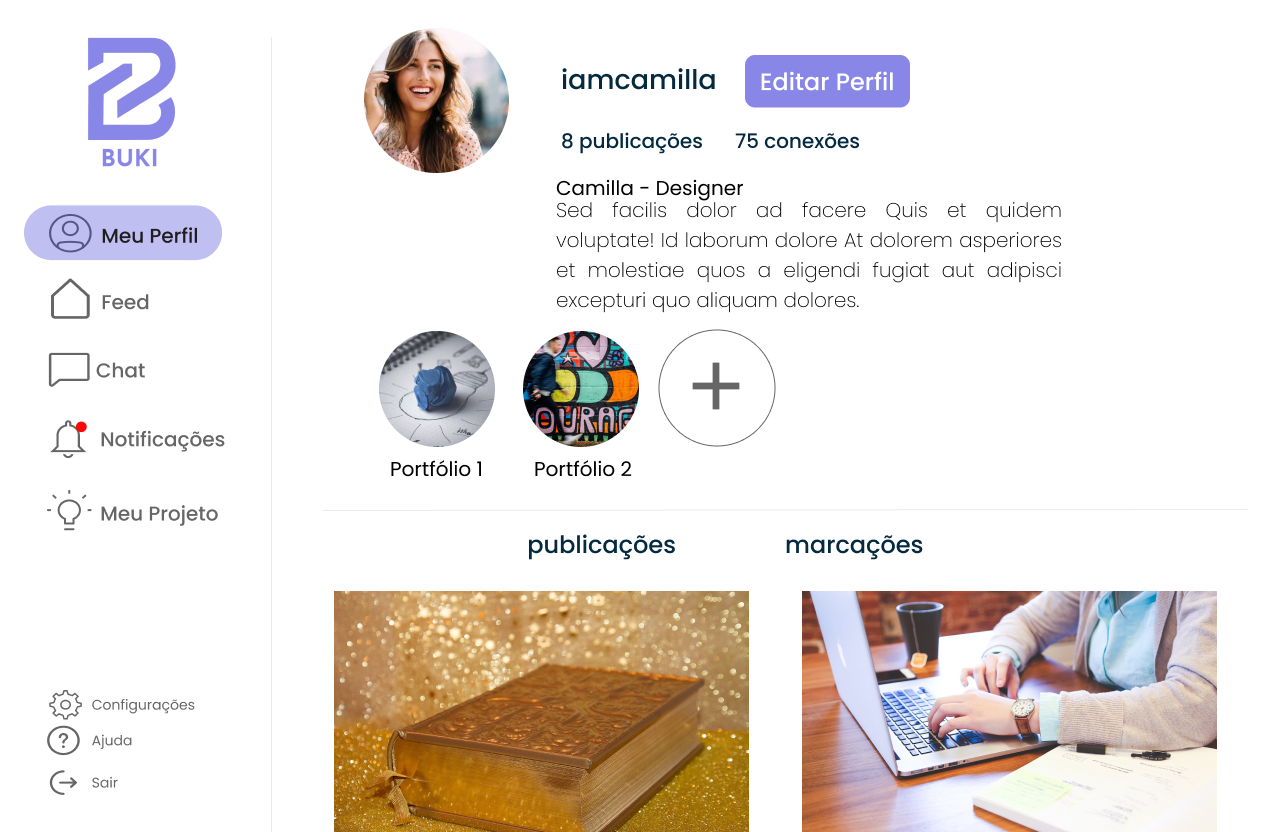 BUKI
Meu Perfil
Feed
Chat
Notificações
Meu Projeto
Configurações
Ajuda
Sair
iamcamilla
Editar Perfil
8 publicações 75 conexões
Camilla - Designer
Sed facilis dolor ad facere Quis et quidem
voluptate! Id laborum dolore At dolorem asperiores
et molestiae quos a eligendi fugiat aut adipisci
excepturi quo aliquam dolores.
OURAG
Portfólio 1 Portfólio 2
publicações marcações